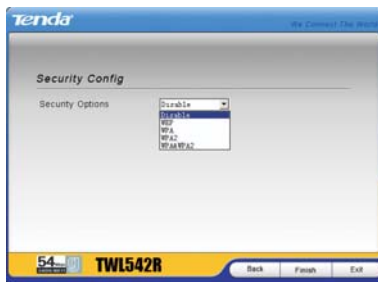 Tenda
We Connect The World
Security Config
Security Options
Disable
Disable
WEP
WPA
WPA2
WPA&WPA2
54
TWL542R
Back
Finish
Exit